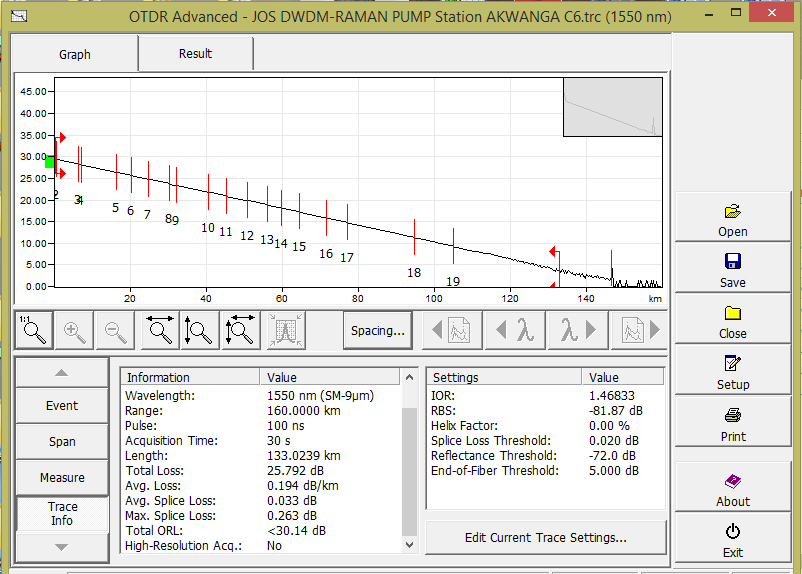 OTDR Advanced - JOS DWDM-RAMAN PUMP Station AKWANGA C6.trc (1550 nm)
Graph
Result
45.00
40.00
35.00
30.00
25.00
20.00
15.00
10.00
5.00
0.00
2
3
4
5
6
7
8
9
10
11
12
13
14
15
16
17
18
19
20
40
60
80
100
120
140
km
1:1
Spacing...
λ
λ
Event
Span
Measure
Trace
Info
Information Value
Wavelength: 1550 nm (SM-9µm)
Range: 160.0000 km
Pulse: 100 ns
Acquisition Time: 30 s
Length: 133.0239 km
Total Loss: 25.792 dB
Avg. Loss: 0.194 dB/km
Avg. Splice Loss: 0.033 dB
Max. Splice Loss: 0.263 dB
Total ORL: <30.14 dB
High-Resolution Acq.: No
Settings Value
IOR: 1.46833
RBS: -81.87 dB
Helix Factor: 0.00 %
Splice Loss Threshold: 0.020 dB
Reflectance Threshold: -72.0 dB
End-of-Fiber Threshold: 5.000 dB
Edit Current Trace Settings...
Open
Save
Close
Setup
Print
About
Exit